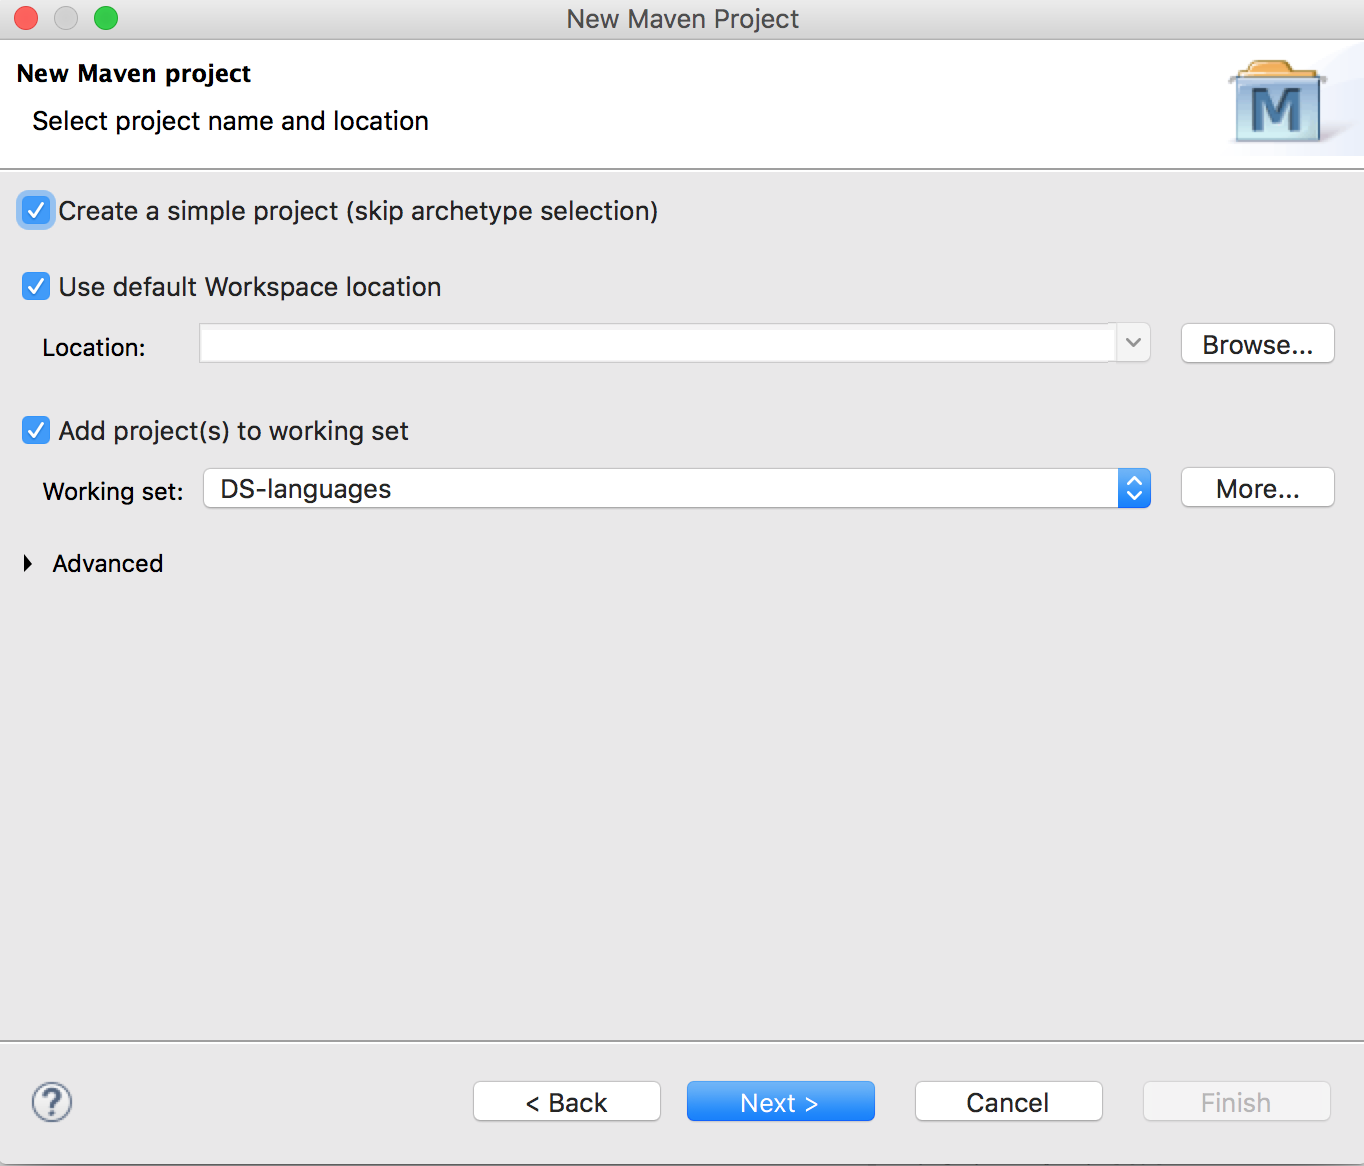 New Maven Project
New Maven project
Select project name and location
M
Create a simple project (skip archetype selection)
Use default Workspace location
Location:
Browse...
Add project(s) to working set
Working set:
DS-languages
More...
Advanced
?
< Back
Next >
Cancel
Finish